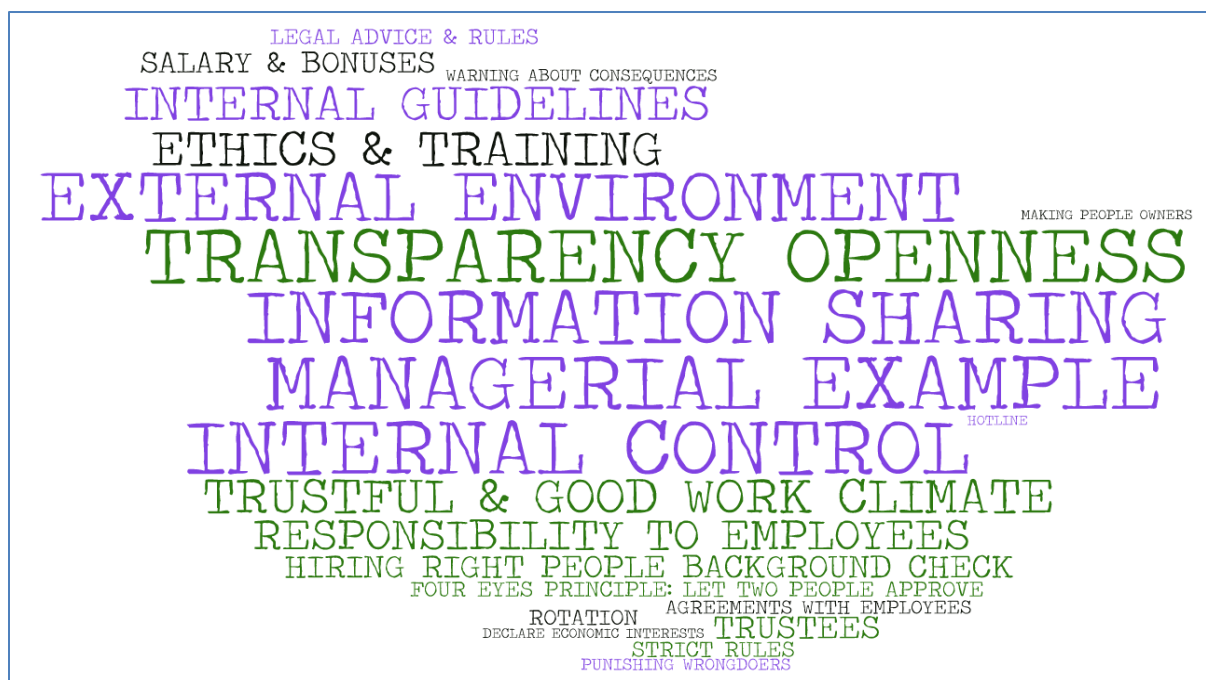 LEGAL ADVICE & RULES
SALARY & BONUSES
WARNING ABOUT CONSEQUENCES
INTERNAL GUIDELINES
ETHICS & TRAINING
EXTERNAL ENVIRONMENT
MAKING PEOPLE OWNERS
TRANSPARENCY OPENNESS
INFORMATION SHARING
MANAGERIAL EXAMPLE
HOTLINE
INTERNAL CONTROL
TRUSTFUL & GOOD WORK CLIMATE
RESPONSIBILITY TO EMPLOYEES
HIRING RIGHT PEOPLE BACKGROUND CHECK
FOUR EYES PRINCIPLE: LET TWO PEOPLE APPROVE
AGREEMENTS WITH EMPLOYEES
ROTATION
TRUSTEES
DECLARE ECONOMIC INTERESTS
STRICT RULES
PUNISHING WRONGDOERS